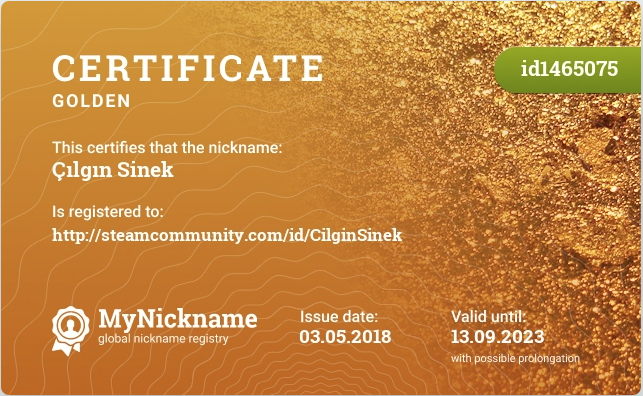 CERTIFICATE
GOLDEN
id1465075
This certifies that the nickname:
Çılgın Sinek
Is registered to:
http://steamcommunity.com/id/CilginSinek
MyNickname
global nickname registry
Issue date:
03.05.2018
Valid until:
13.09.2023
with possible prolongation